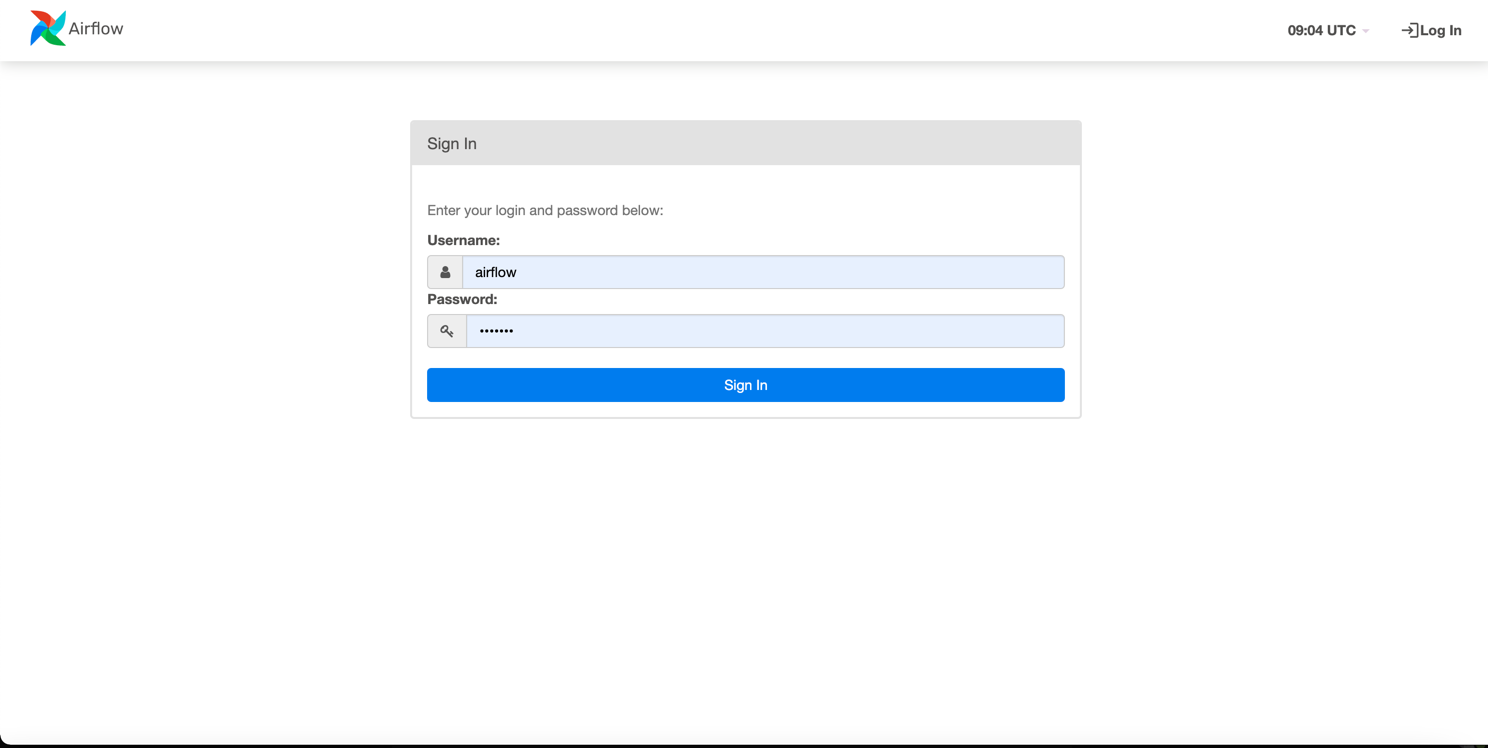 Airflow
09:04 UTC
Log In
Sign In
Enter your login and password below:
Username:
airflow
Password:
•••••••
Sign In